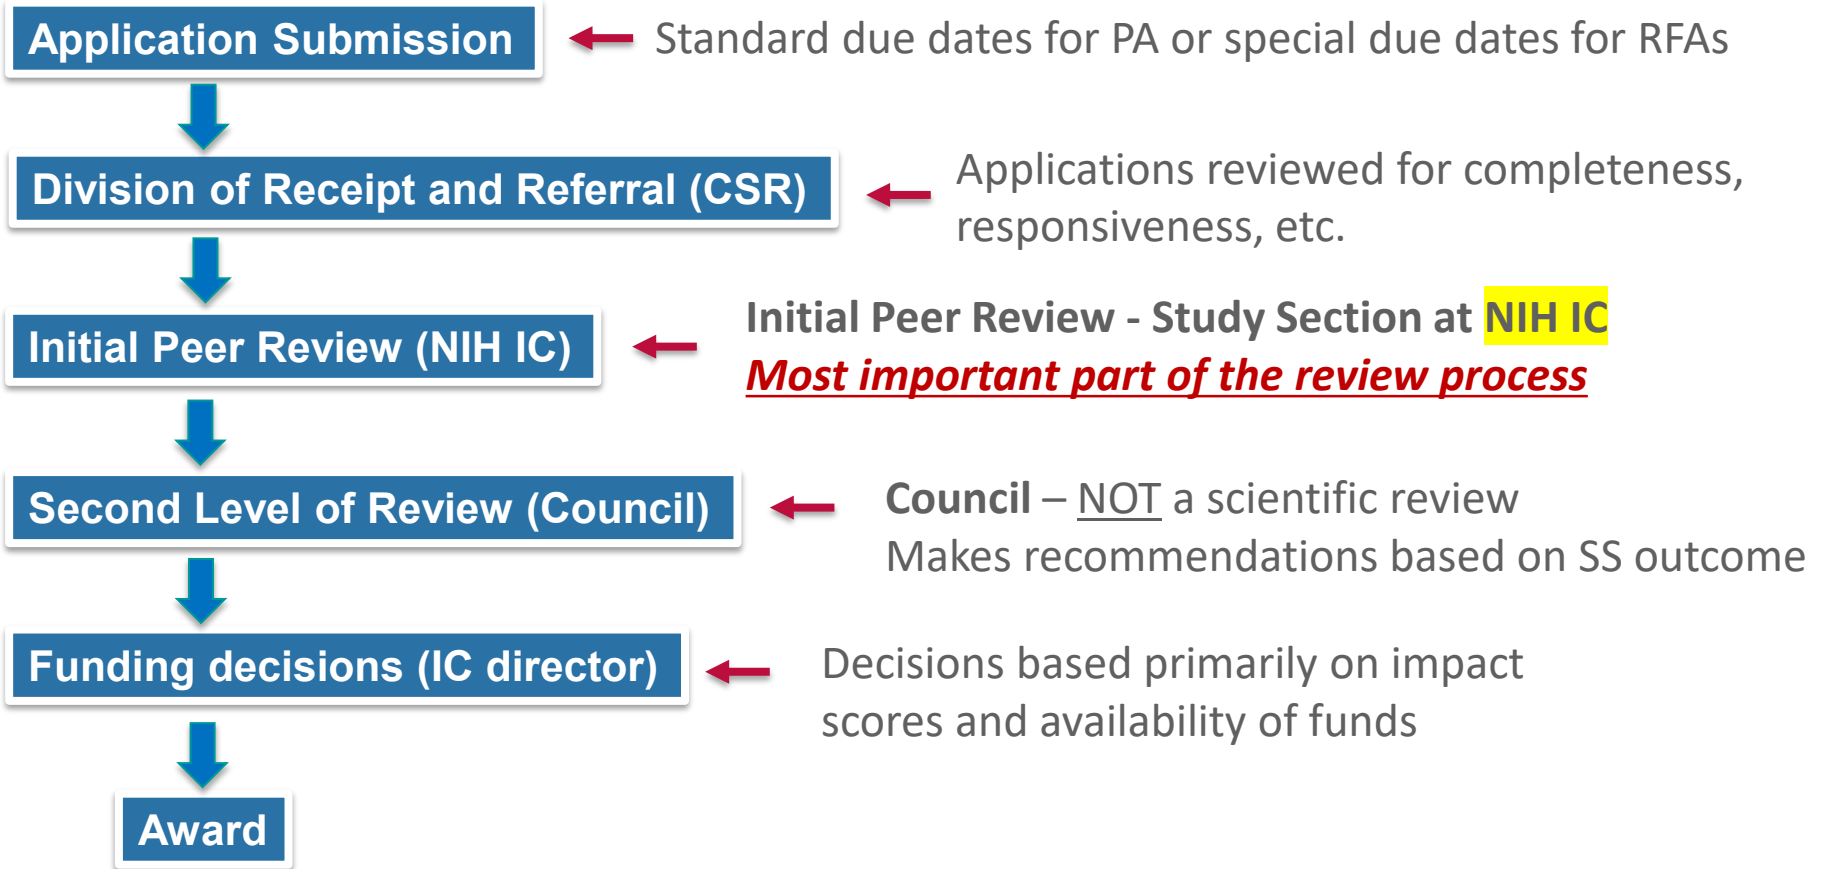 Application Submission
Standard due dates for PA or special due dates for RFAs
Division of Receipt and Referral (CSR)
Applications reviewed for completeness,
responsiveness, etc.
Initial Peer Review (NIH IC)
Initial Peer Review - Study Section at NIH IC
Most important part of the review process
Second Level of Review (Council)
Council – NOT a scientific review
Makes recommendations based on SS outcome
Funding decisions (IC director)
Decisions based primarily on impact
scores and availability of funds
Award